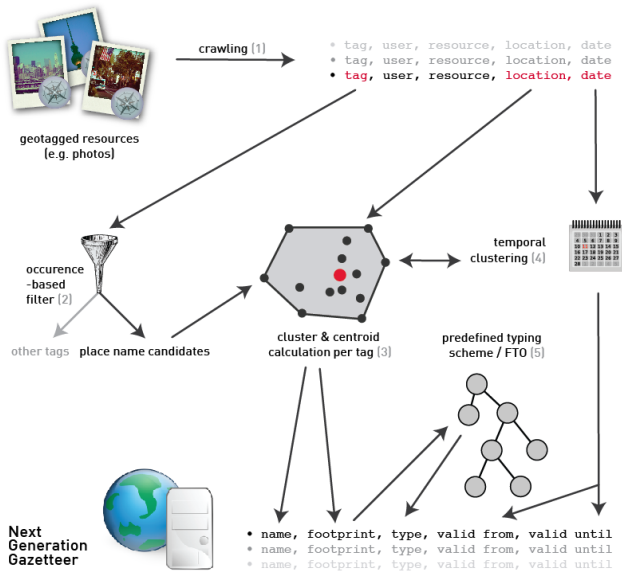 crawling (1)
• tag, user, resource, location, date
• tag, user, resource, location, date
• tag, user, resource, location, date
geotagged resources
(e.g. photos)
occurence
-based
filter (2)
temporal
clustering (4)
other tags
place name candidates
cluster & centroid
calculation per tag (3)
predefined typing
scheme / FTO (5)
Next
Generation
Gazetteer
• name, footprint, type, valid from, valid until
• name, footprint, type, valid from, valid until
• name, footprint, type, valid from, valid until